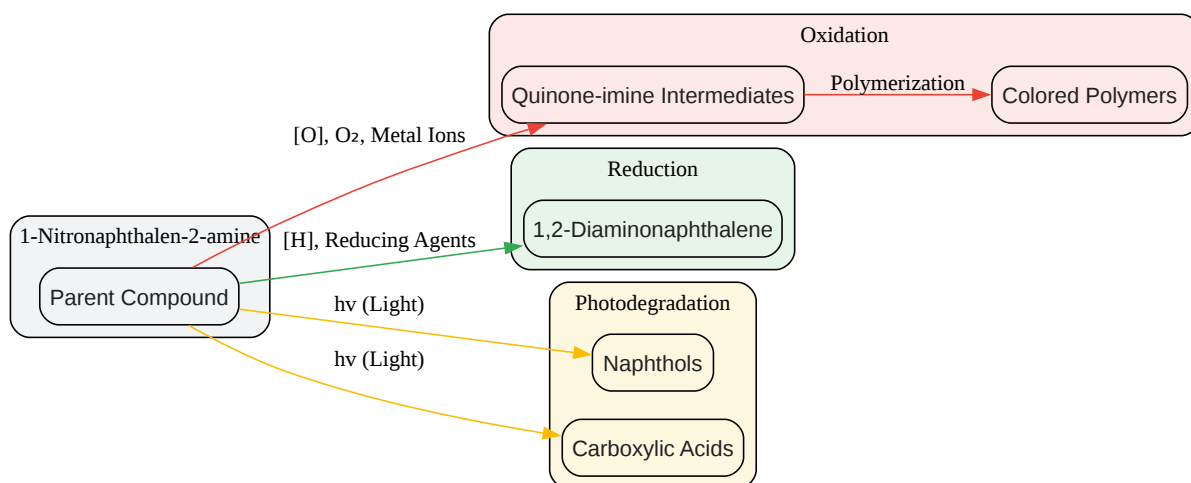 Oxidation
Quinone-imine Intermediates
Polymerization
Colored Polymers
[O], O₂, Metal Ions
Reduction
1,2-Diaminonaphthalene
1-Nitronaphthalen-2-amine
[H], Reducing Agents
Parent Compound
Photodegradation
hv (Light)
Naphthols
hv (Light)
Carboxylic Acids